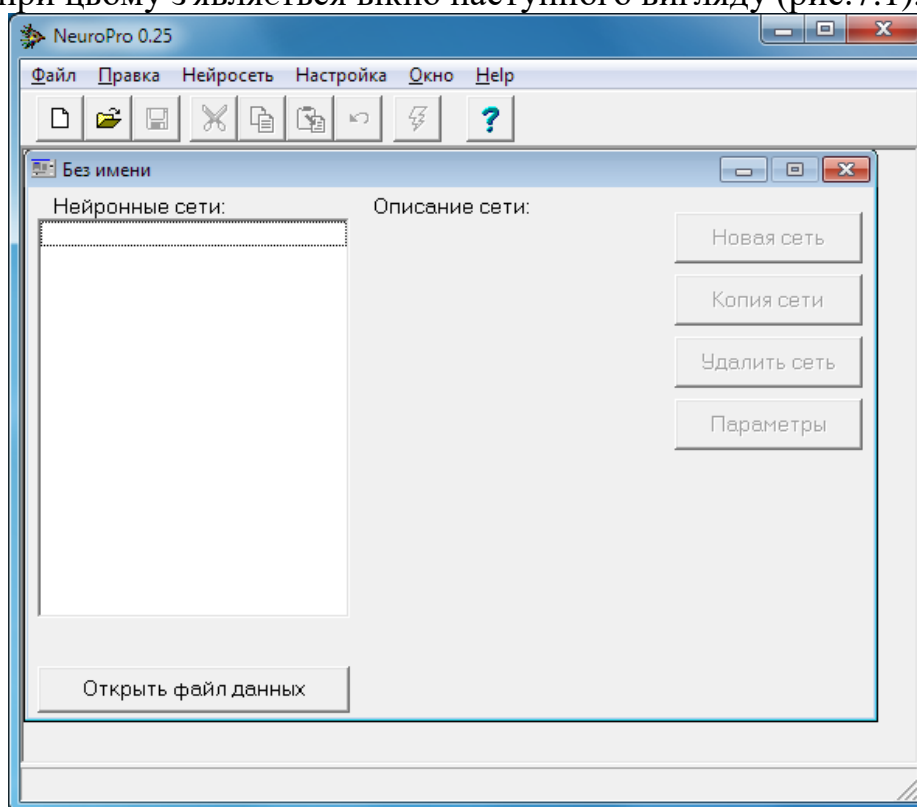 при цьому з'являється вікно наступного вигляду (рис.7.1).
NeuroPro 0.25
Файл Правка Нейросеть Настройка Окно Help
Без имени
Нейронные сети: Описание сети:
Новая сеть
Копия сети
Удалить сеть
Параметры
Открыть файл данных